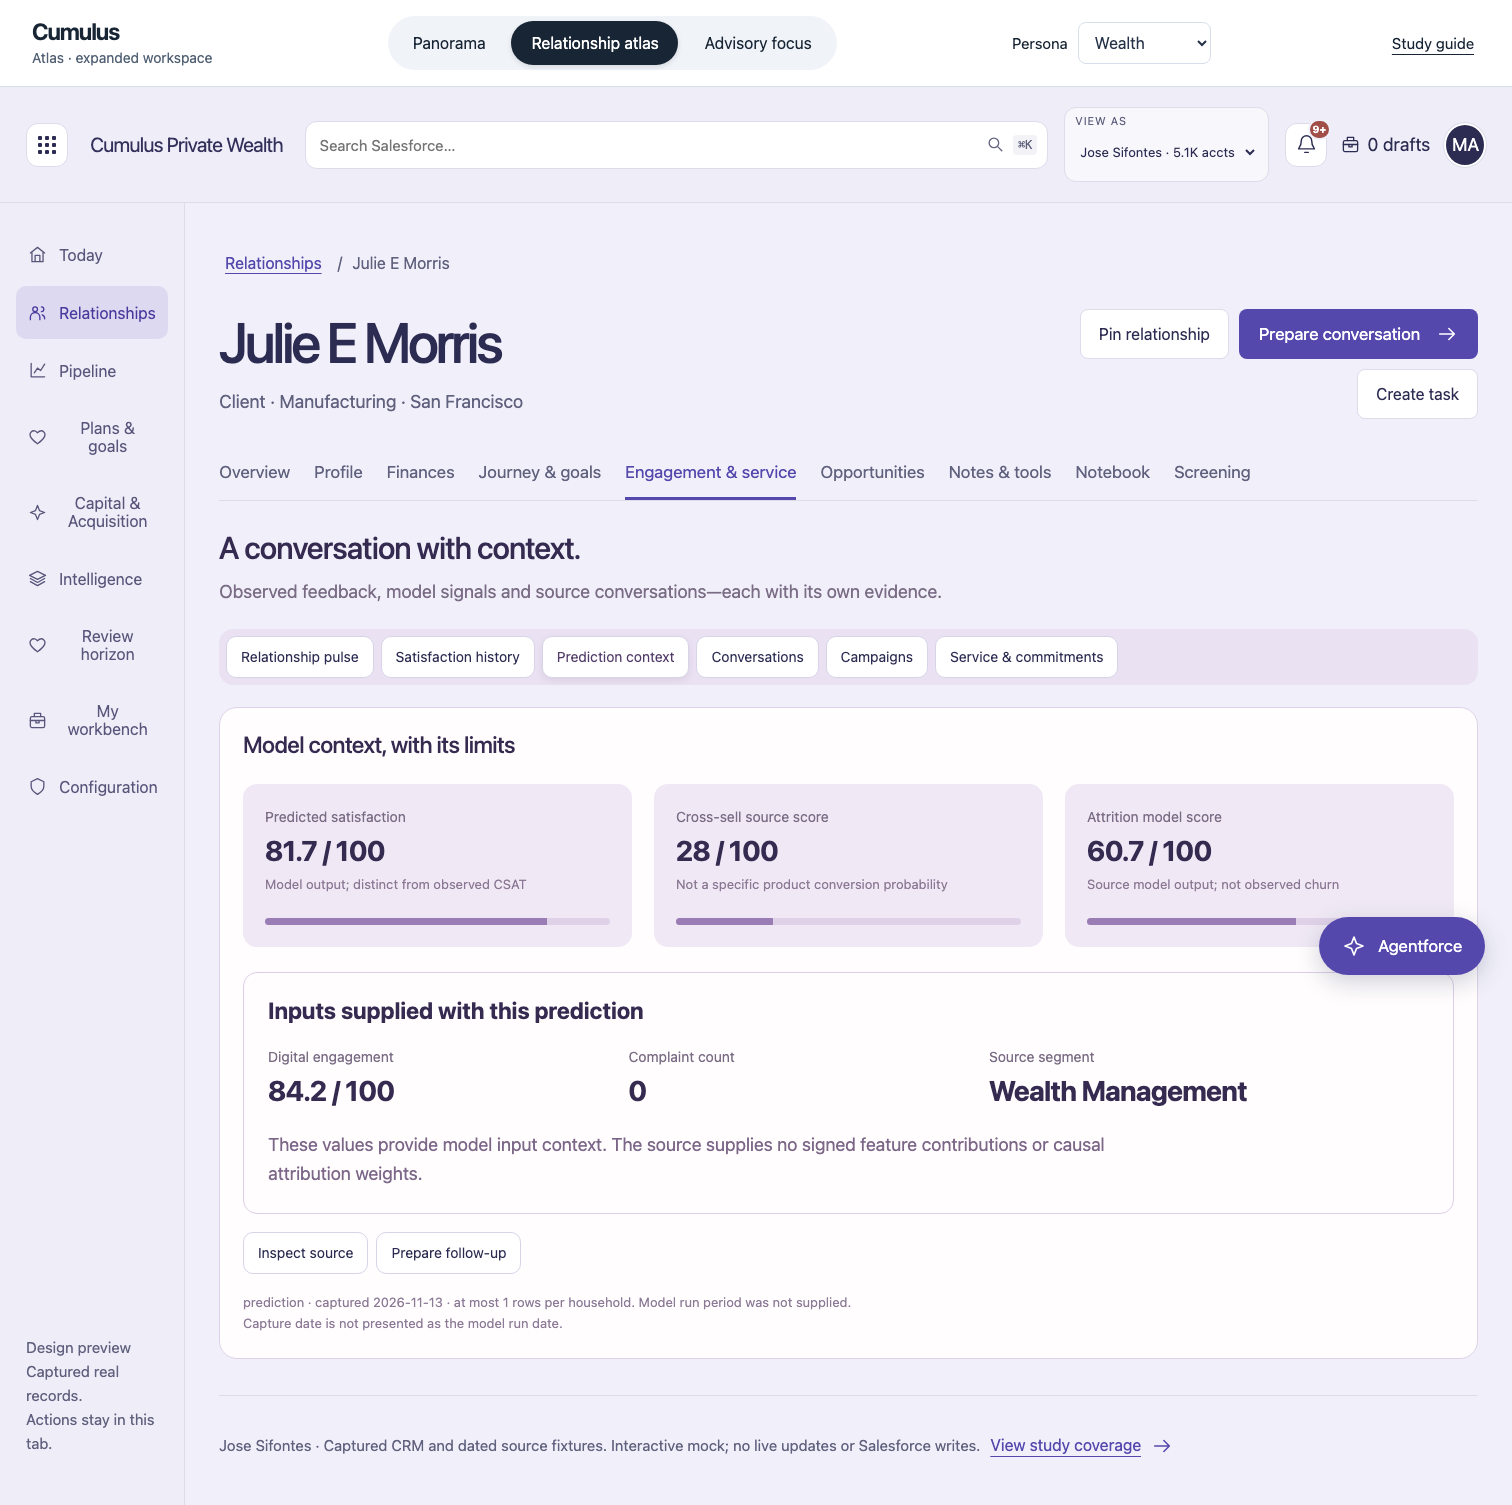 Cumulus
Atlas · expanded workspace
Panorama
Relationship atlas
Advisory focus
Persona
Wealth
Study guide
Cumulus Private Wealth
Search Salesforce...
⌘K
VIEW AS
Jose Sifontes · 5.1K accts
9+
0 drafts
MA
Today
Relationships
Pipeline
Plans &
goals
Capital &
Acquisition
Intelligence
Review
horizon
My
workbench
Configuration
Design preview
Captured real
records.
Actions stay in this
tab.
Relationships / Julie E Morris
Julie E Morris
Client · Manufacturing · San Francisco
Pin relationship
Prepare conversation
Create task
Overview
Profile
Finances
Journey & goals
Engagement & service
Opportunities
Notes & tools
Notebook
Screening
A conversation with context.
Observed feedback, model signals and source conversations—each with its own evidence.
Relationship pulse
Satisfaction history
Prediction context
Conversations
Campaigns
Service & commitments
Model context, with its limits
Predicted satisfaction
81.7 / 100
Model output; distinct from observed CSAT
Cross-sell source score
28 / 100
Not a specific product conversion probability
Attrition model score
60.7 / 100
Source model output; not observed churn
Agentforce
Inputs supplied with this prediction
Digital engagement
84.2 / 100
Complaint count
0
Source segment
Wealth Management
These values provide model input context. The source supplies no signed feature contributions or causal
attribution weights.
Inspect source
Prepare follow-up
prediction · captured 2026-11-13 · at most 1 rows per household. Model run period was not supplied.
Capture date is not presented as the model run date.
Jose Sifontes · Captured CRM and dated source fixtures. Interactive mock; no live updates or Salesforce writes.
View study coverage